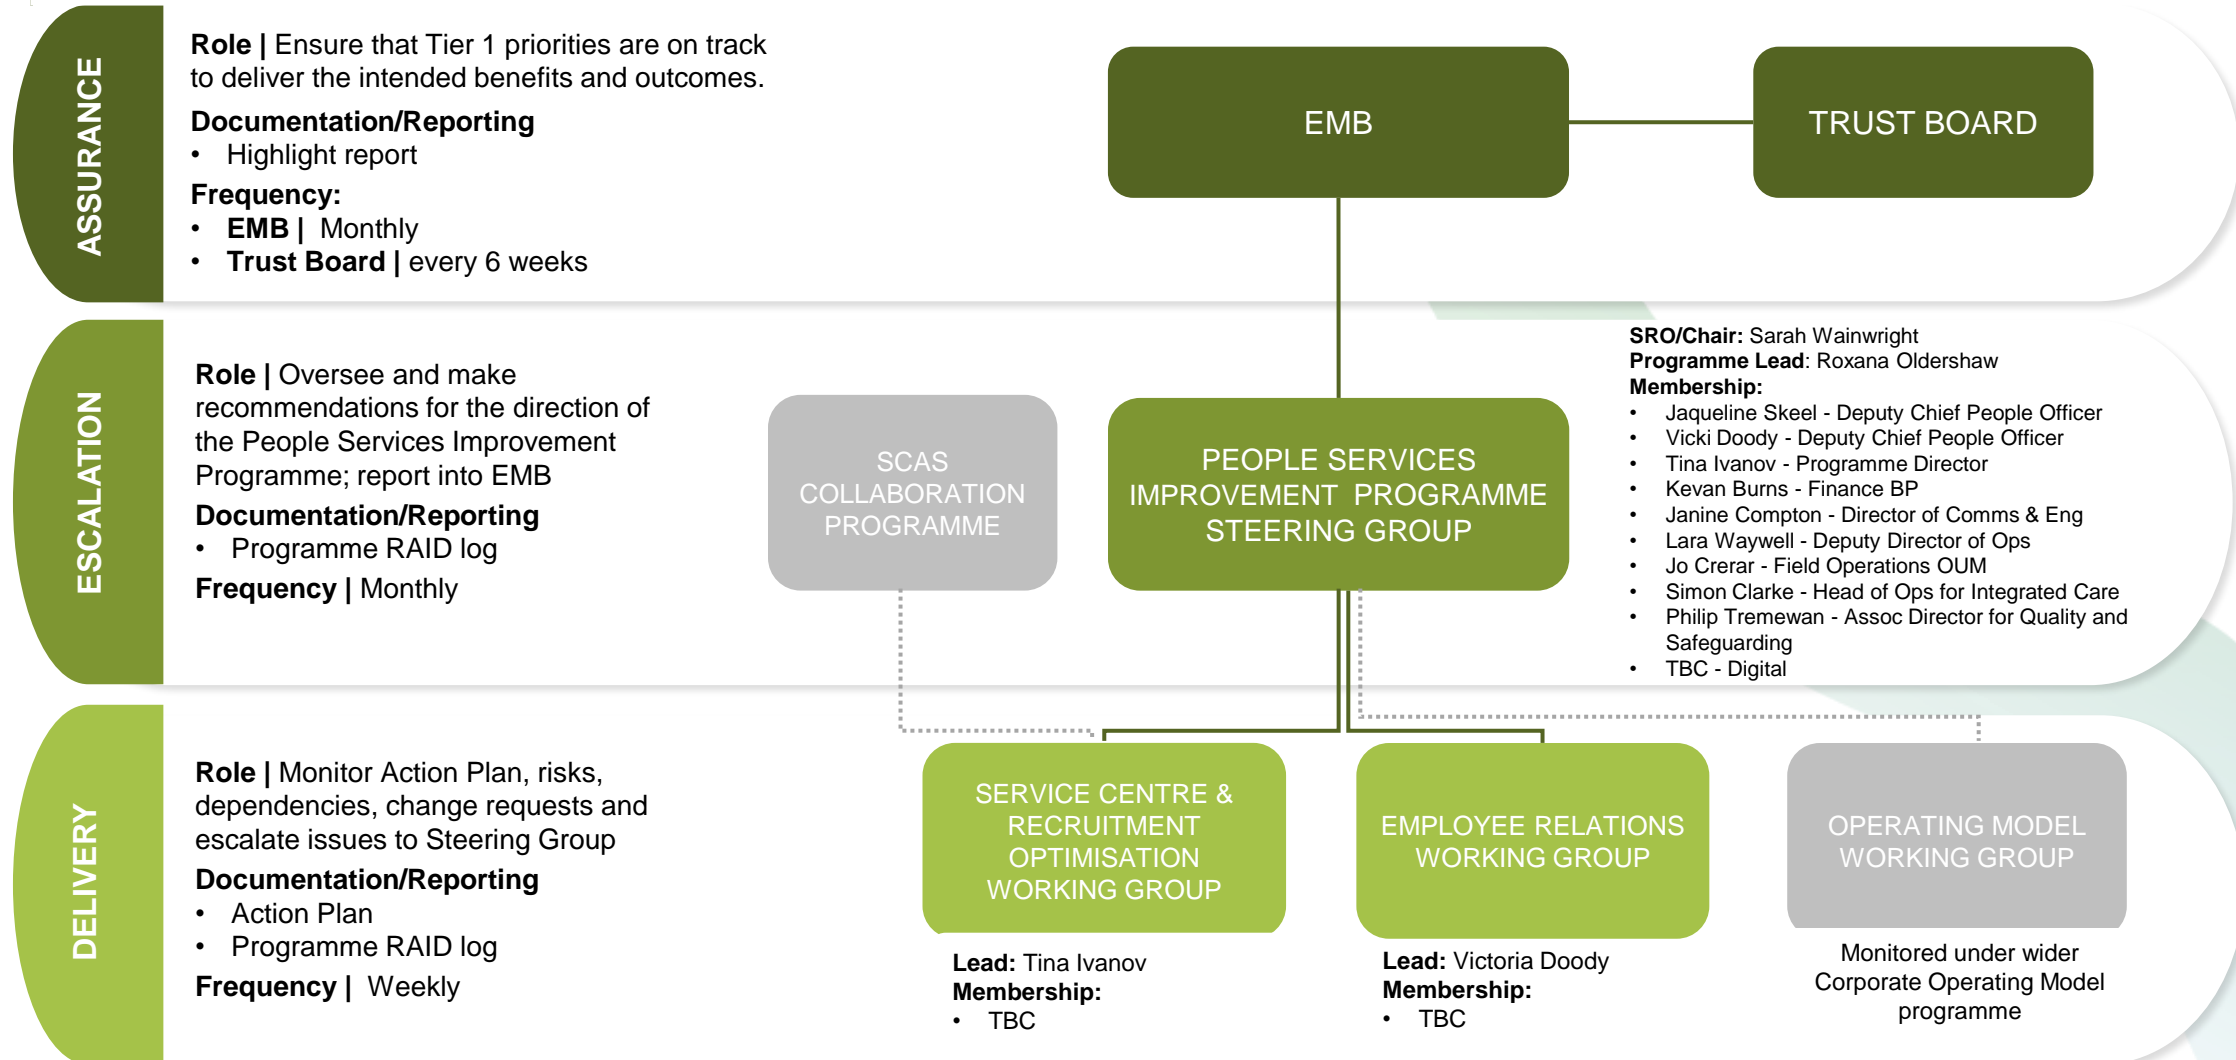 ASSURANCE
Role | Ensure that Tier 1 priorities are on track
to deliver the intended benefits and outcomes.
Documentation/Reporting
• Highlight report
Frequency:
• EMB | Monthly
• Trust Board | every 6 weeks
EMB
TRUST BOARD
ESCALATION
Role | Oversee and make
recommendations for the direction of
the People Services Improvement
Programme; report into EMB
Documentation/Reporting
• Programme RAID log
Frequency | Monthly
SCAS
COLLABORATION
PROGRAMME
PEOPLE SERVICES
IMPROVEMENT PROGRAMME
STEERING GROUP
SRO/Chair: Sarah Wainwright
Programme Lead: Roxana Oldershaw
Membership:
• Jaqueline Skeel - Deputy Chief People Officer
• Vicki Doody - Deputy Chief People Officer
• Tina Ivanov - Programme Director
• Kevan Burns - Finance BP
• Janine Compton - Director of Comms & Eng
• Lara Waywell - Deputy Director of Ops
• Jo Crerar - Field Operations OUM
• Simon Clarke - Head of Ops for Integrated Care
• Philip Tremewan - Assoc Director for Quality and
Safeguarding
• TBC - Digital
DELIVERY
Role | Monitor Action Plan, risks,
dependencies, change requests and
escalate issues to Steering Group
Documentation/Reporting
• Action Plan
• Programme RAID log
Frequency | Weekly
SERVICE CENTRE &
RECRUITMENT
OPTIMISATION
WORKING GROUP
Lead: Tina Ivanov
Membership:
• TBC
EMPLOYEE RELATIONS
WORKING GROUP
Lead: Victoria Doody
Membership:
• TBC
OPERATING MODEL
WORKING GROUP
Monitored under wider
Corporate Operating Model
programme